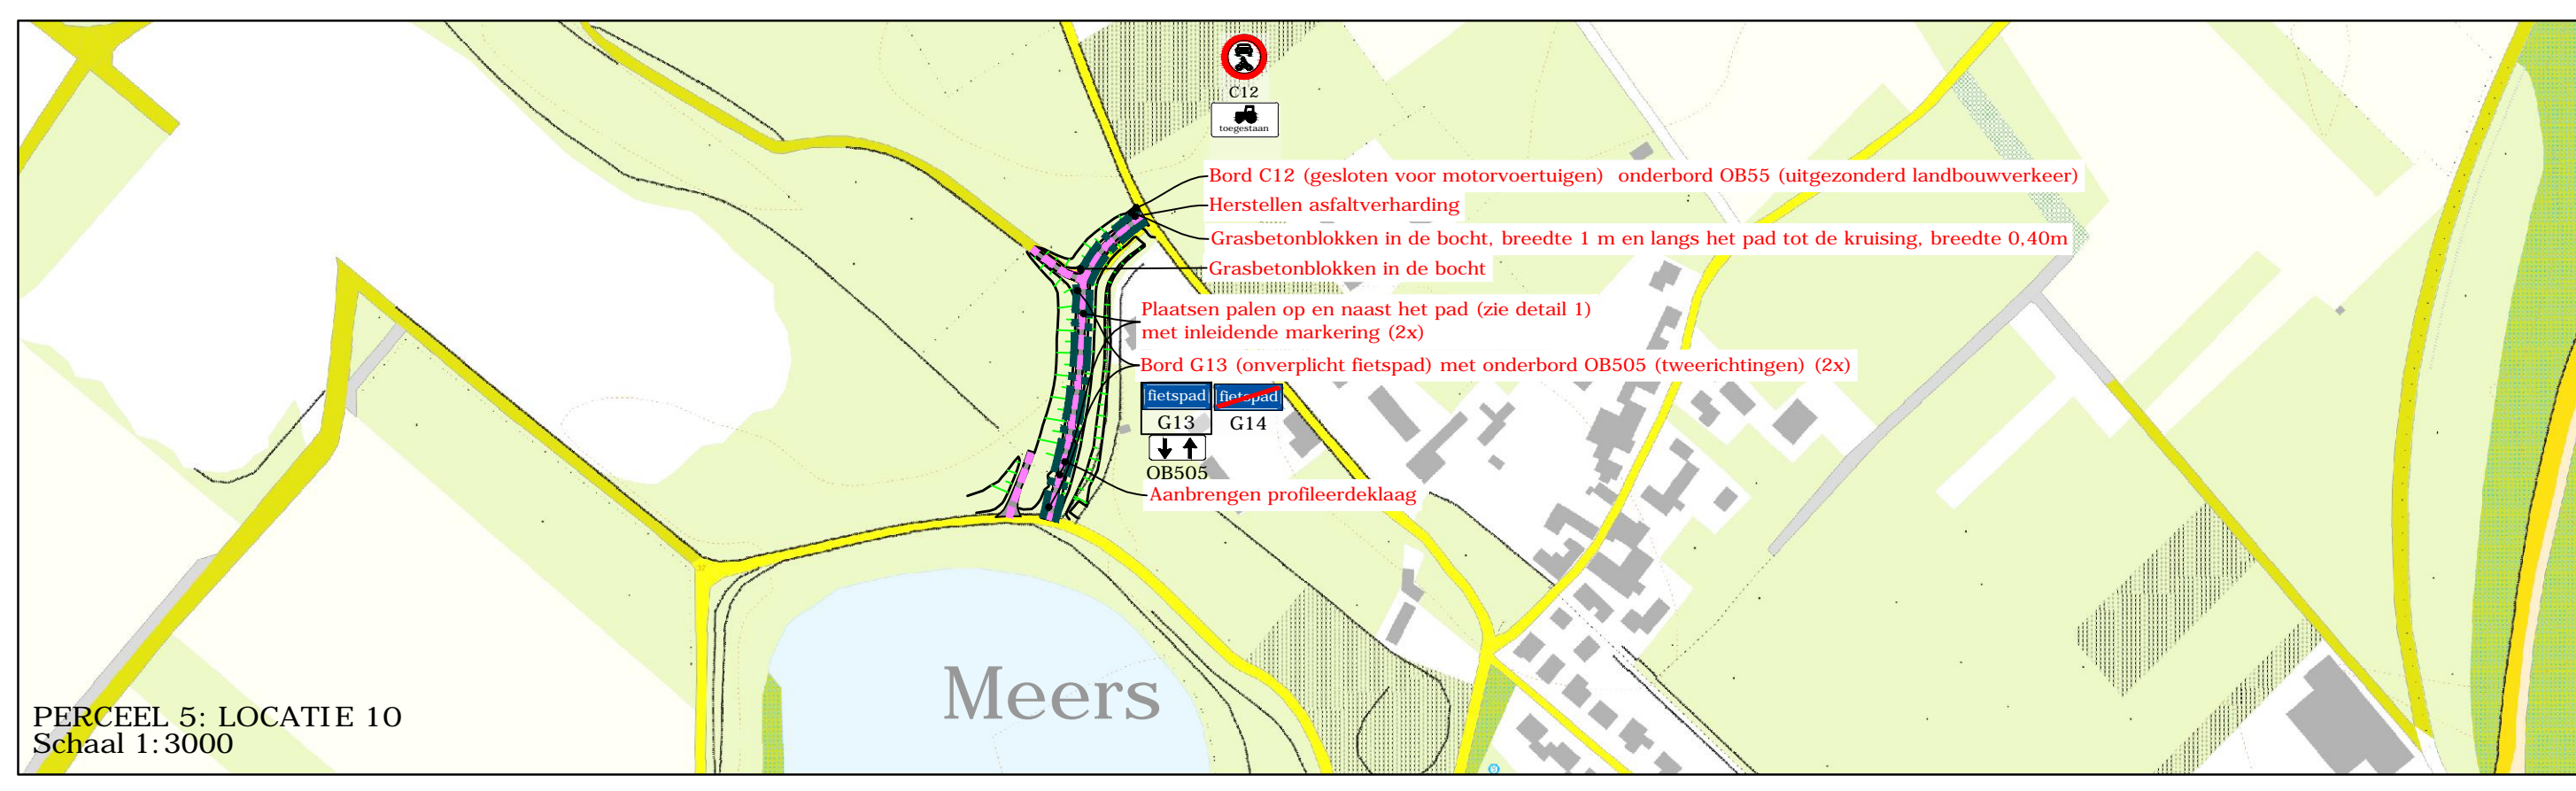 C12
toegestaan
Bord C12 (gesloten voor motorvoertuigen) onderbord OB55 (uitgezonderd landbouwverkeer)
Herstellen asfaltverharding
Grasbetonblokken in de bocht, breedte 1 m en langs het pad tot de kruising, breedte 0,40m
Grasbetonblokken in de bocht
Plaatsen palen op en naast het pad (zie detail 1)
met inleidende markering (2x)
Bord G13 (onverplicht fietspad) met onderbord OB505 (tweerichtingen) (2x)
fietspad fietspad
G13 G14
OB505
Aanbrengen profileerdeklaag
Meers
PERCEEL 5: LOCATIE 10
Schaal 1:3000